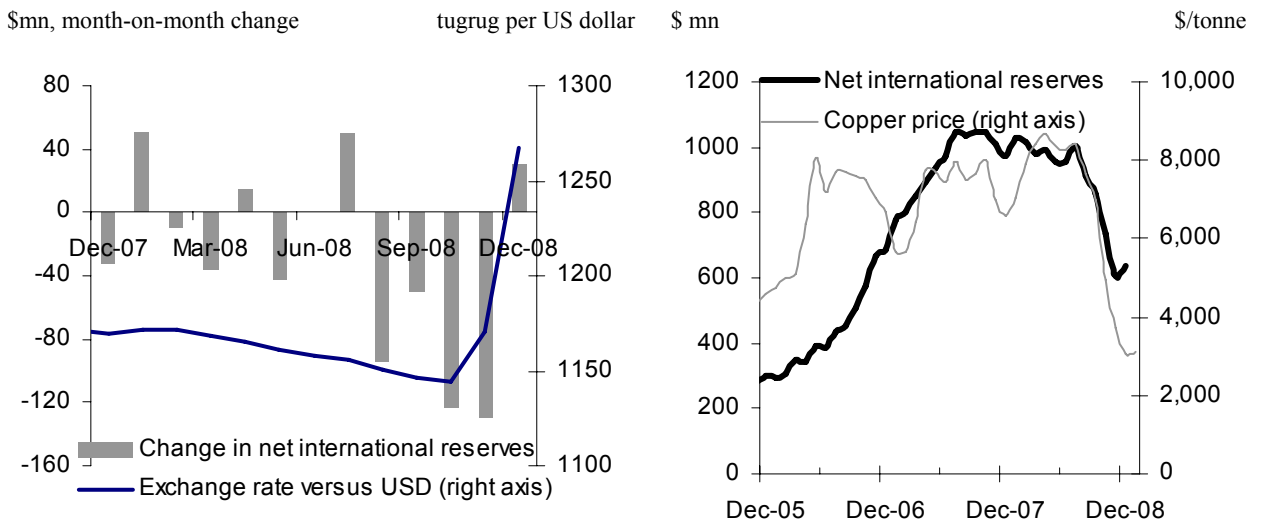 $mn, month-on-month change
tugrug per US dollar
80
40
0
-40
-80
-120
-160
1300
1250
1200
1150
1100
Dec-07
Mar-08
Jun-08
Sep-08
Dec-08
Change in net international reserves
Exchange rate versus USD (right axis)
$ mn
$/tonne
1200
1000
800
600
400
200
0
10,000
8,000
6,000
4,000
2,000
0
Net international reserves
Copper price (right axis)
Dec-05
Dec-06
Dec-07
Dec-08